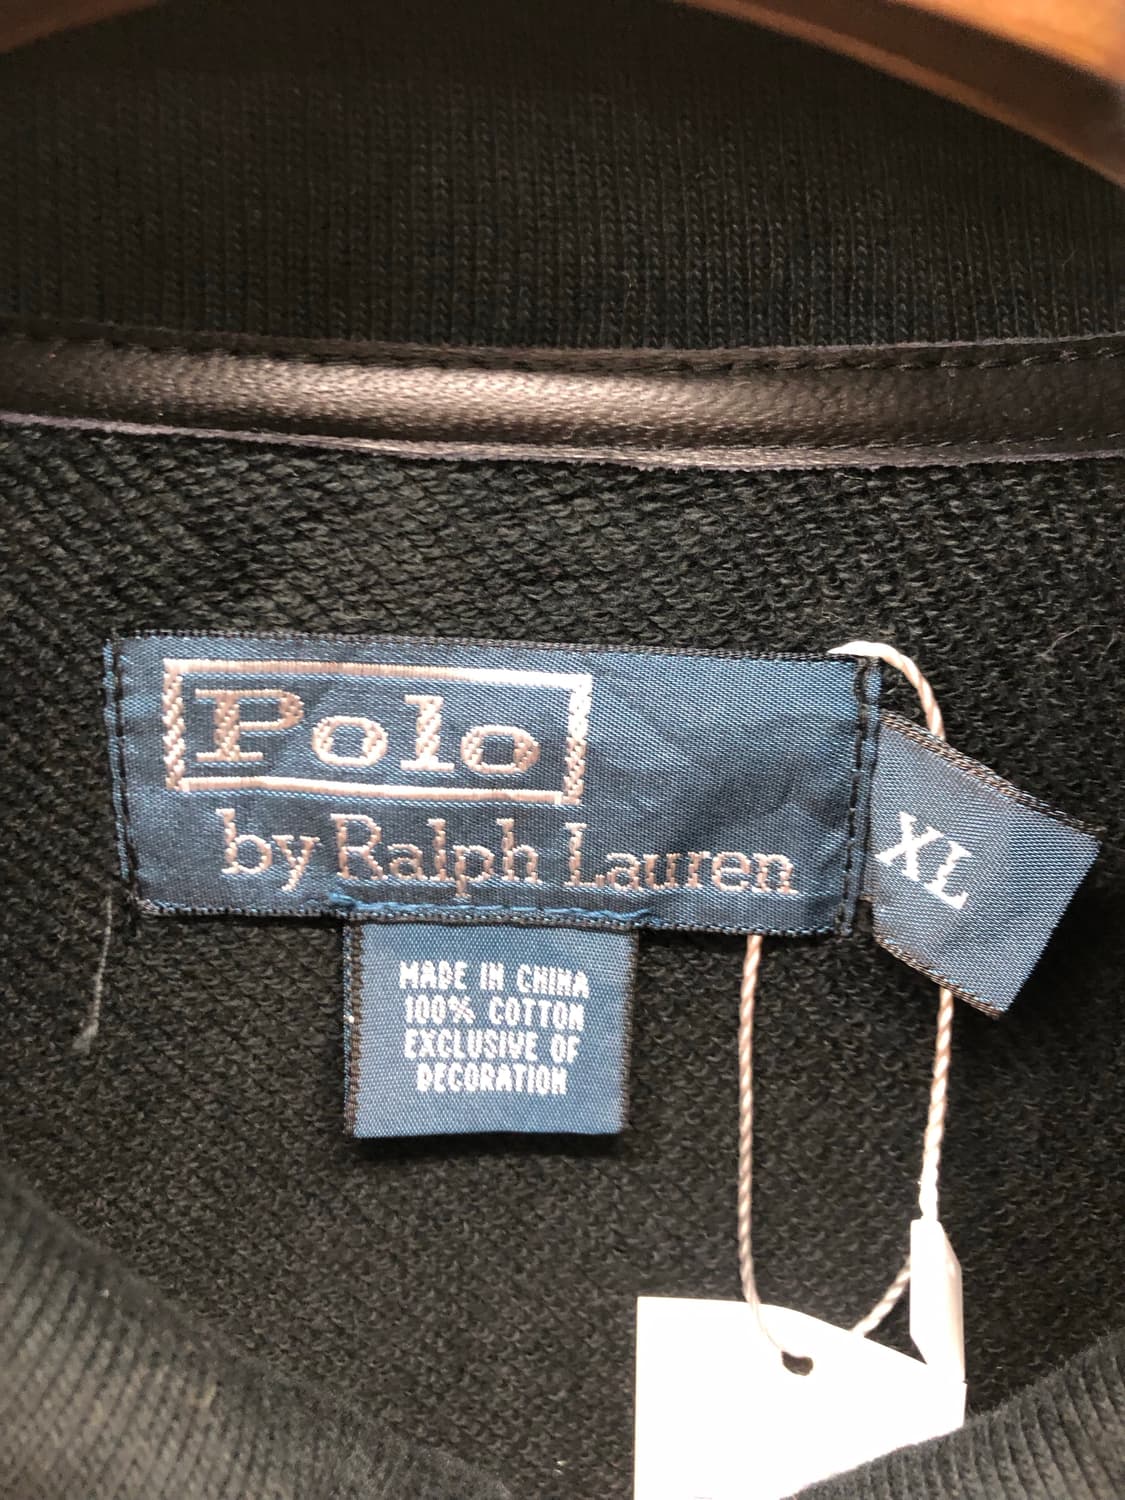 Polo
by Ralph Lauren
XL
MADE IN CHINA
100% COTTON
EXCLUSIVE OF
DECORATION